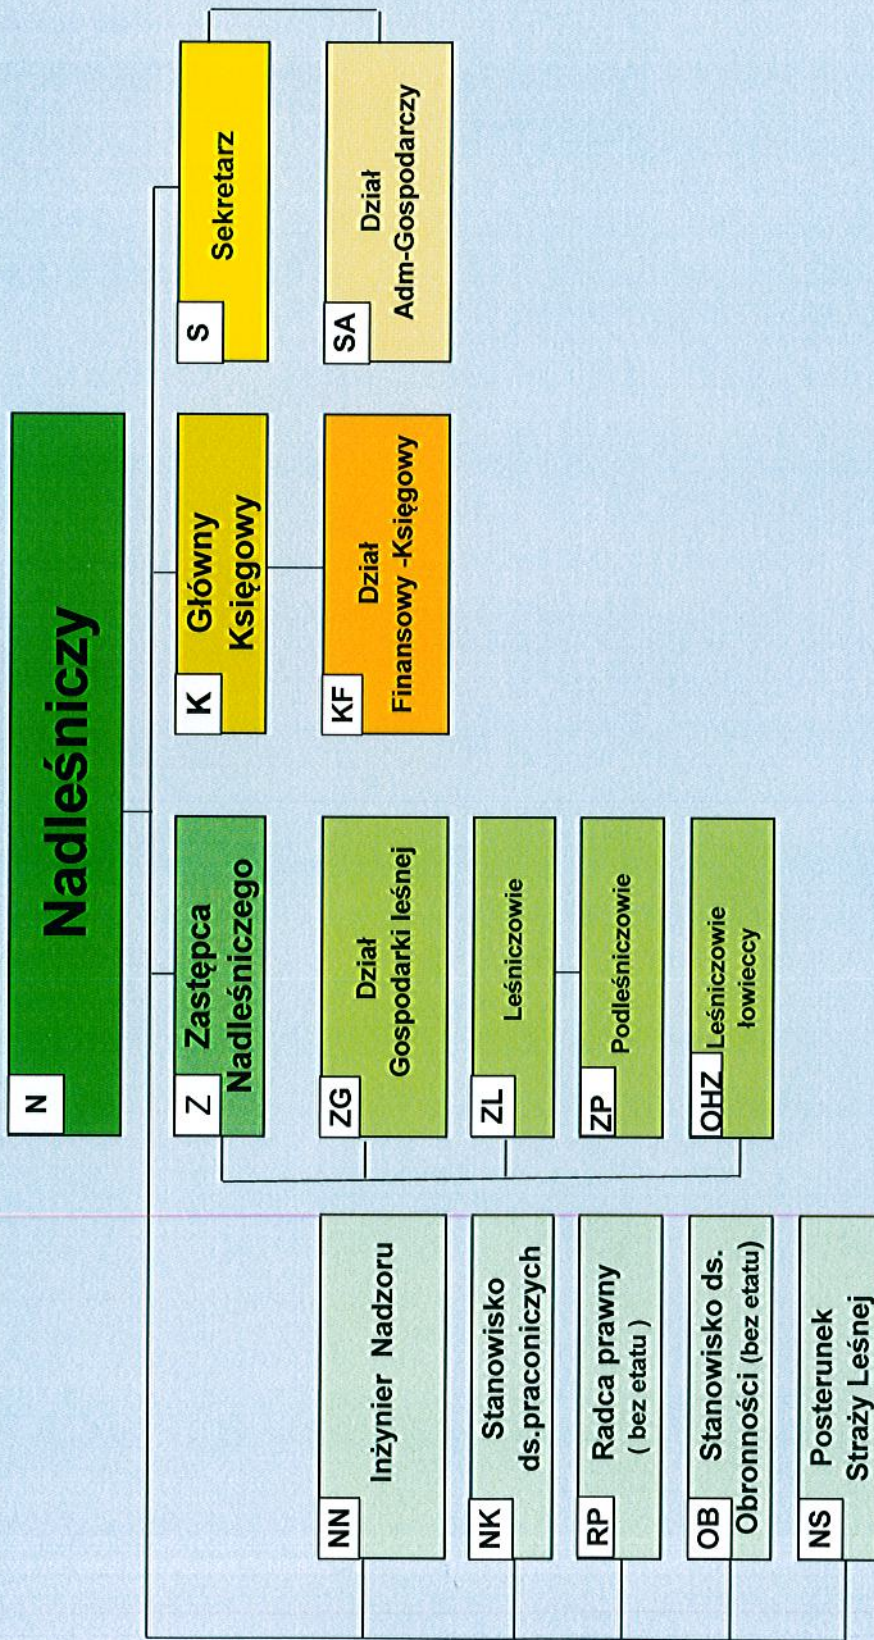 N
Nadleśniczy
Z
Zastępca
Nadleśniczego
K
Główny
Księgowy
S
Sekretarz
NN
Inżynier Nadzoru
ZG
Dział
Gospodarki leśnej
KF
Dział
Finansowy -Księgowy
SA
Dział
Adm-Gospodarczy
NK
Stanowisko
ds.praconiczych
ZL
Leśniczowie
RP
Radca prawny
( bez etatu )
ZP
Podleśniczowie
OB
Stanowisko ds.
Obronności (bez etatu)
OHZ
Leśniczowie
łowieccy
NS
Posterunek
Straży Leśnej